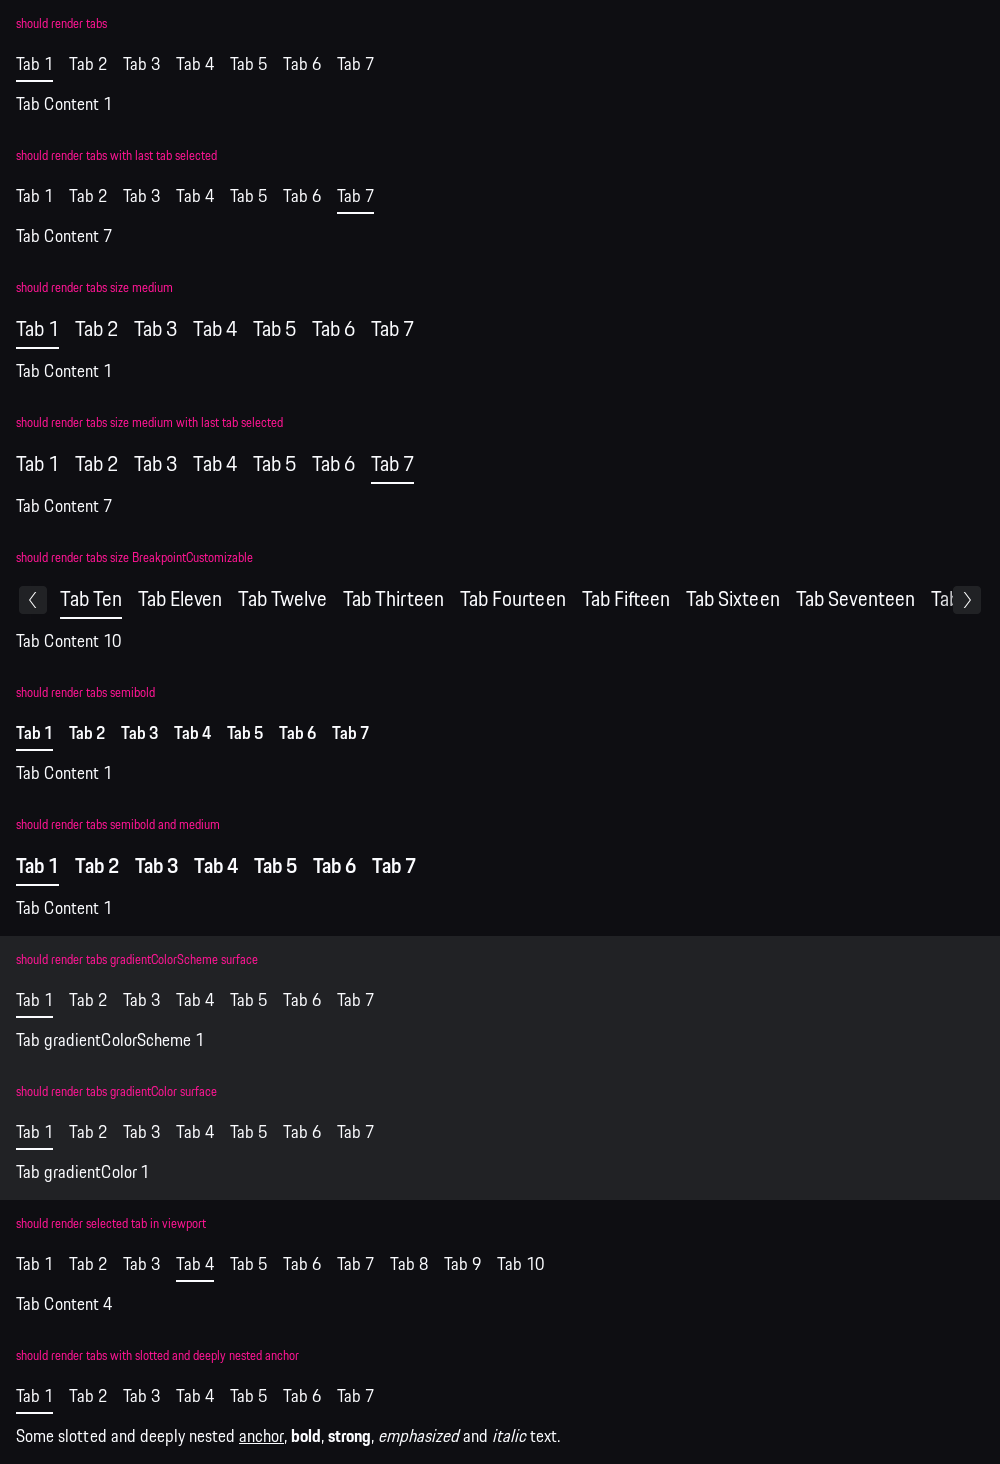 should render tabs
Tab 1 Tab 2 Tab 3 Tab 4 Tab 5 Tab 6 Tab 7
Tab Content 1
should render tabs with last tab selected
Tab 1 Tab 2 Tab 3 Tab 4 Tab 5 Tab 6 Tab 7
Tab Content 7
should render tabs size medium
Tab 1 Tab 2 Tab 3 Tab 4 Tab 5 Tab 6 Tab 7
Tab Content 1
should render tabs size medium with last tab selected
Tab 1 Tab 2 Tab 3 Tab 4 Tab 5 Tab 6 Tab 7
Tab Content 7
should render tabs size BreakpointCustomizable
Tab Ten Tab Eleven Tab Twelve Tab Thirteen Tab Fourteen Tab Fifteen Tab Sixteen Tab Seventeen Tab
Tab Content 10
should render tabs semibold
Tab 1 Tab 2 Tab 3 Tab 4 Tab 5 Tab 6 Tab 7
Tab Content 1
should render tabs semibold and medium
Tab 1 Tab 2 Tab 3 Tab 4 Tab 5 Tab 6 Tab 7
Tab Content 1
should render tabs gradientColorScheme surface
Tab 1 Tab 2 Tab 3 Tab 4 Tab 5 Tab 6 Tab 7
Tab gradientColorScheme 1
should render tabs gradientColor surface
Tab 1 Tab 2 Tab 3 Tab 4 Tab 5 Tab 6 Tab 7
Tab gradientColor 1
should render selected tab in viewport
Tab 1 Tab 2 Tab 3 Tab 4 Tab 5 Tab 6 Tab 7 Tab 8 Tab 9 Tab 10
Tab Content 4
should render tabs with slotted and deeply nested anchor
Tab 1 Tab 2 Tab 3 Tab 4 Tab 5 Tab 6 Tab 7
Some slotted and deeply nested anchor, bold, strong, emphasized and italic text.